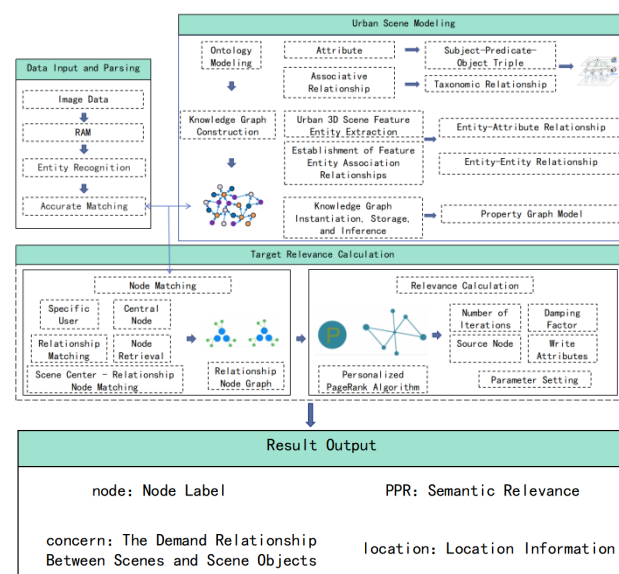 Urban Scene Modeling
Ontology
Modeling
Attribute
Subject-Predicate-
Object Triple
Associative
Relationship
Taxonomic Relationship
Knowledge Graph
Construction
Urban 3D Scene Feature
Entity Extraction
Entity-Attribute Relationship
Establishment of Feature
Entity Association
Relationships
Entity-Entity Relationship
Knowledge Graph
Instantiation, Storage,
and Inference
Property Graph Model
Data Input and Parsing
Image Data
RAM
Entity Recognition
Accurate Matching
Target Relevance Calculation
Node Matching
Specific
User
Central
Node
Relationship
Matching
Node
Retrieval
Scene Center - Relationship
Node Matching
Relationship
Node Graph
Relevance Calculation
P
Personalized
PageRank Algorithm
Number of
Iterations
Damping
Factor
Source Node
Write
Attributes
Parameter Setting
Result Output
node: Node Label
PPR: Semantic Relevance
concern: The Demand Relationship
Between Scenes and Scene Objects
location: Location Information